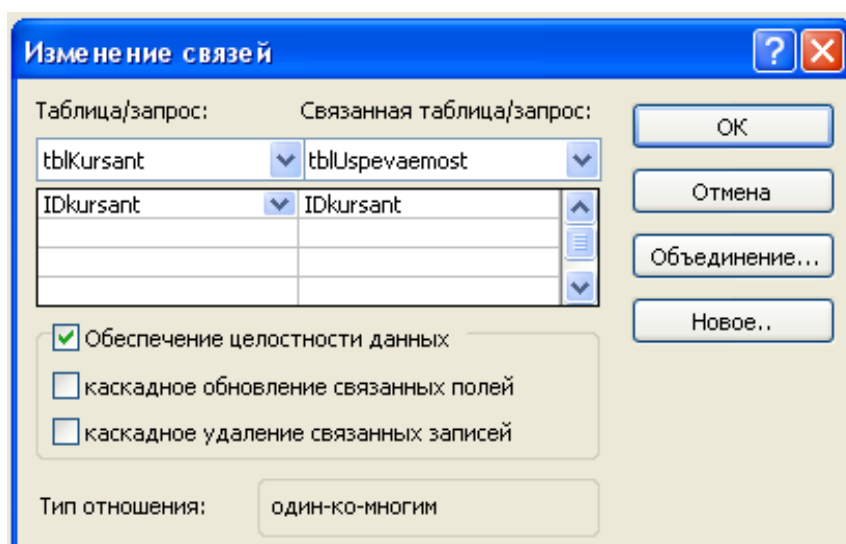 Изменение связей
Таблица/запрос: Связанная таблица/запрос:
tblKursant tblUspevaemost
IDkursant IDkursant
ОК
Отмена
Объединение...
Новое..
Обеспечение целостности данных
каскадное обновление связанных полей
каскадное удаление связанных записей
Тип отношения: один-ко-многим